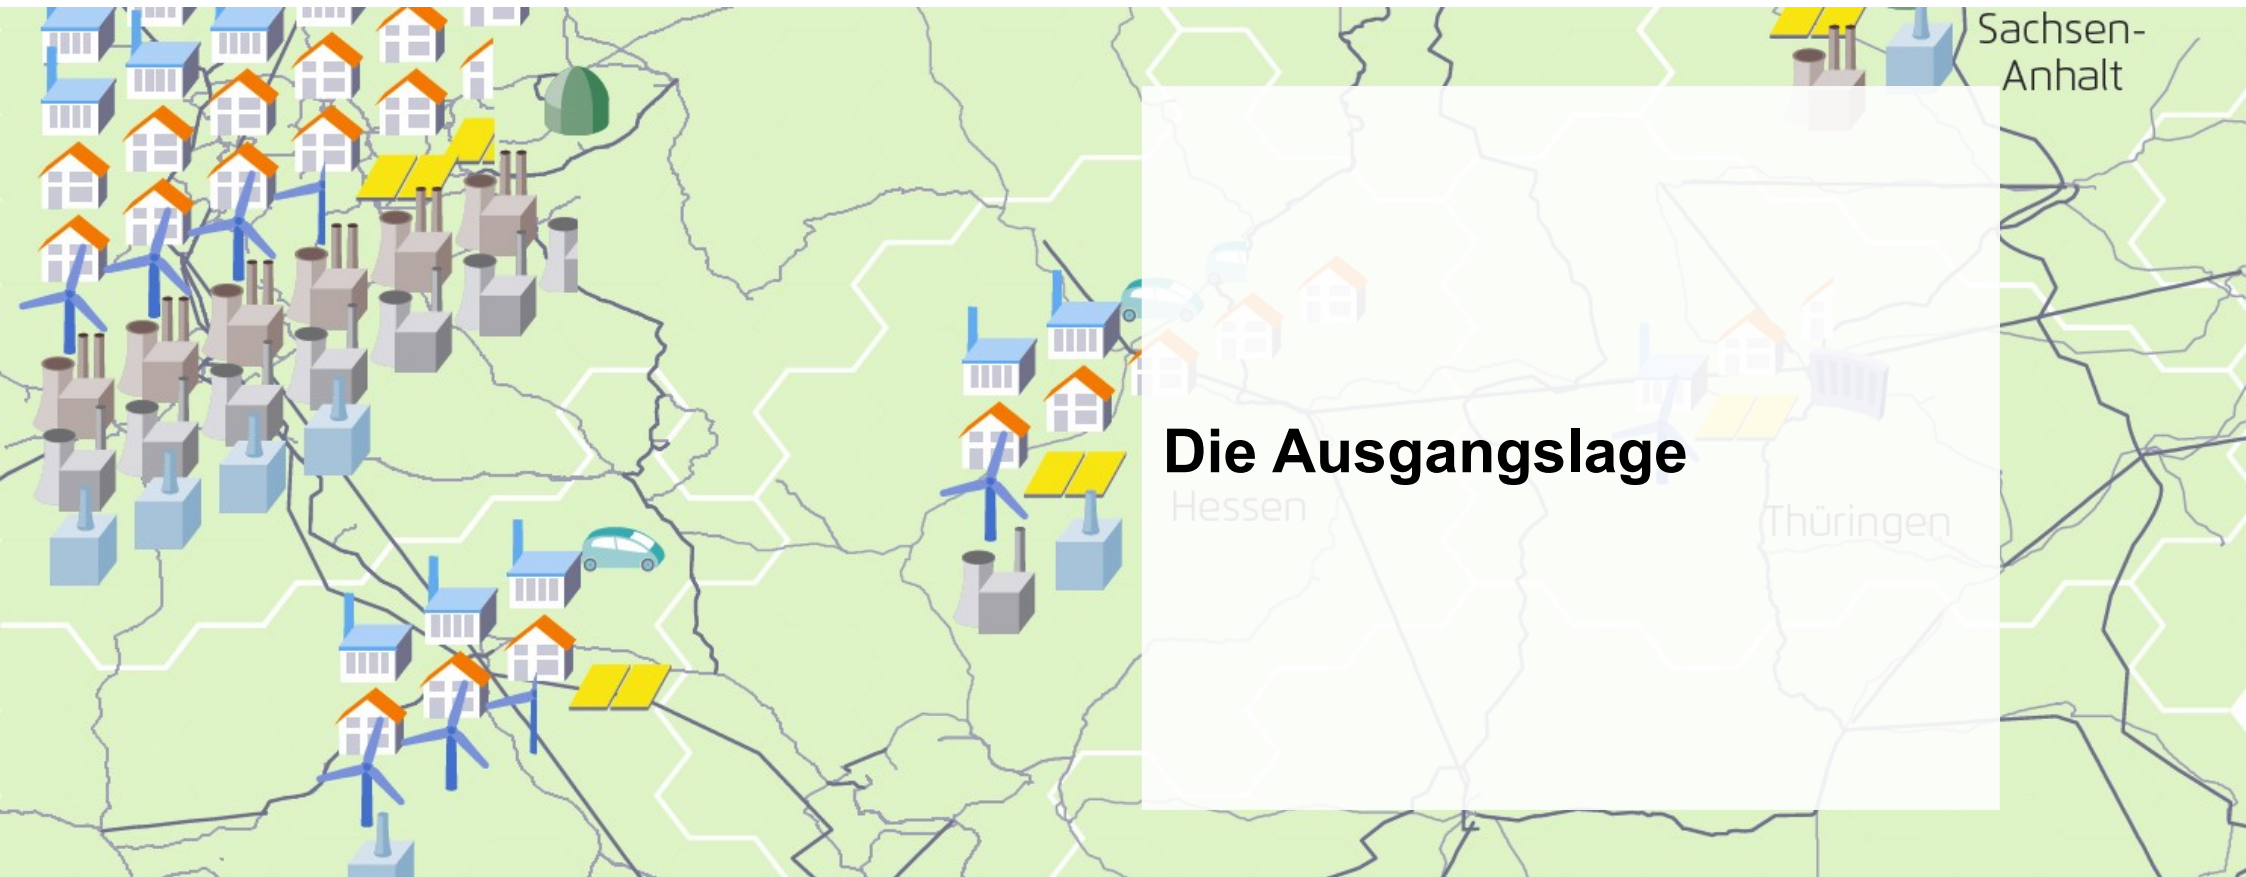 Sachsen-
Anhalt
Die Ausgangslage
Hessen
Thüringen